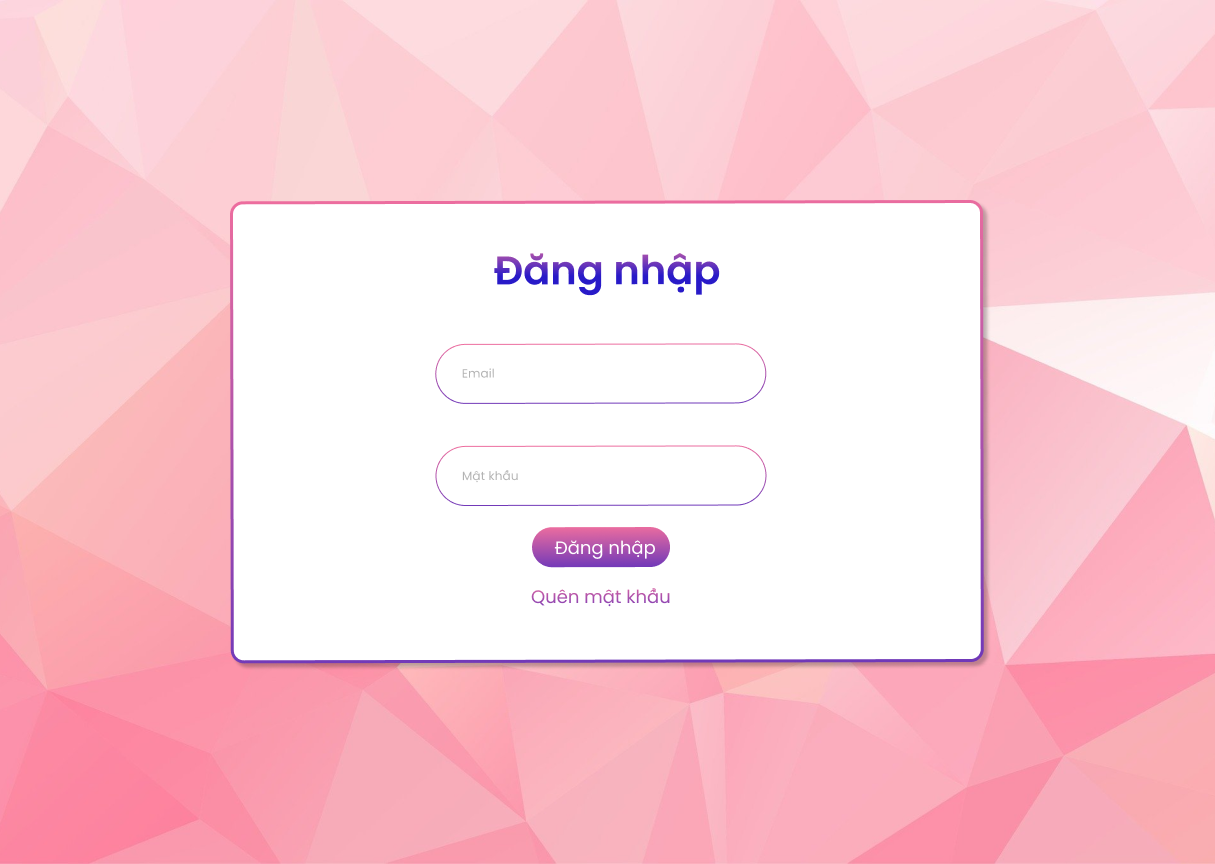 Đăng nhập
Email
Mật khẩu
Đăng nhập
Quên mật khẩu